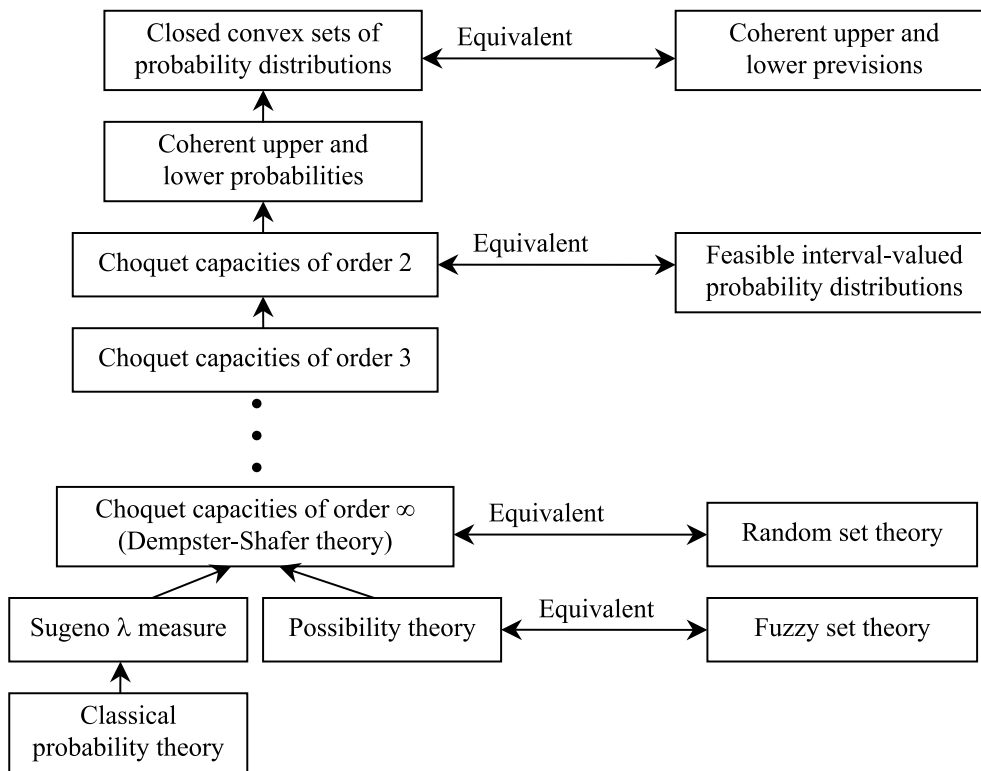 Closed convex sets of
probability distributions
Equivalent
Coherent upper and
lower previsions
Coherent upper and
lower probabilities
Choquet capacities of order 2
Equivalent
Feasible interval-valued
probability distributions
Choquet capacities of order 3
Choquet capacities of order ∞
(Dempster-Shafer theory)
Equivalent
Random set theory
Sugeno λ measure
Possibility theory
Equivalent
Fuzzy set theory
Classical
probability theory